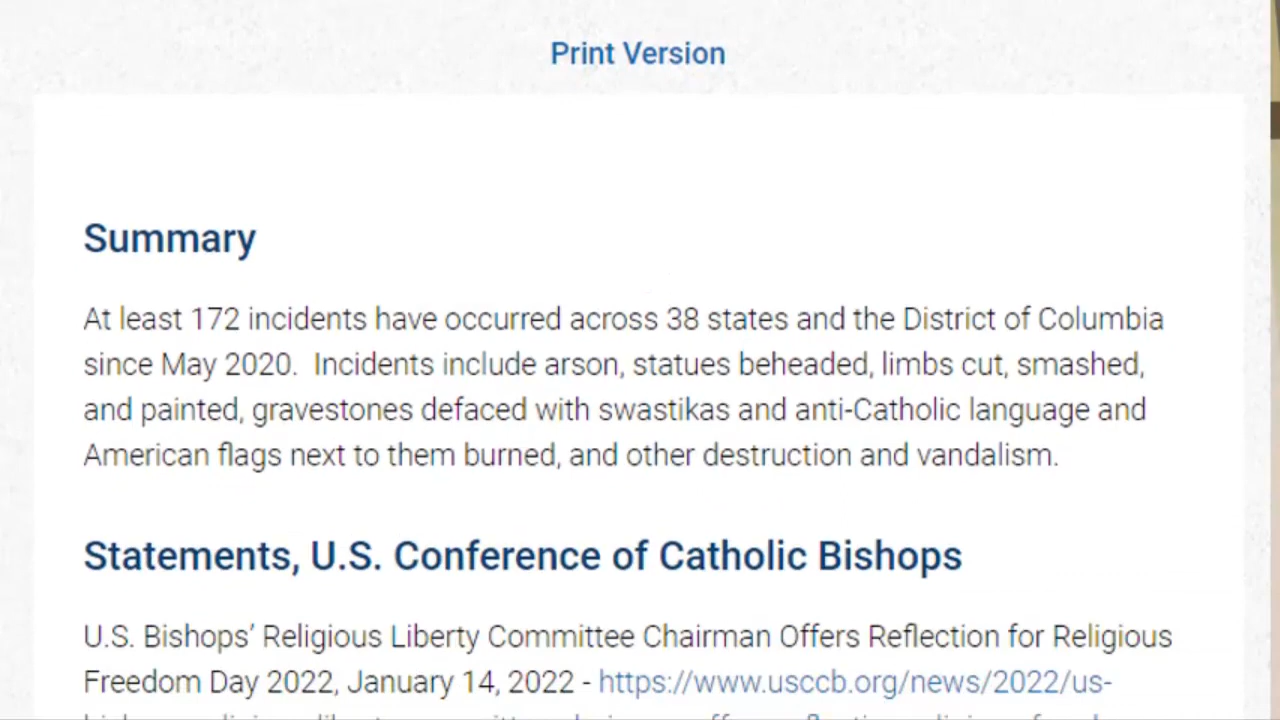 Print Version
Summary
At least 172 incidents have occurred across 38 states and the District of Columbia
since May 2020.  Incidents include arson, statues beheaded, limbs cut, smashed,
and painted, gravestones defaced with swastikas and anti-Catholic language and
American flags next to them burned, and other destruction and vandalism.
Statements, U.S. Conference of Catholic Bishops
U.S. Bishops’ Religious Liberty Committee Chairman Offers Reflection for Religious
Freedom Day 2022, January 14, 2022 - https://www.usccb.org/news/2022/us-